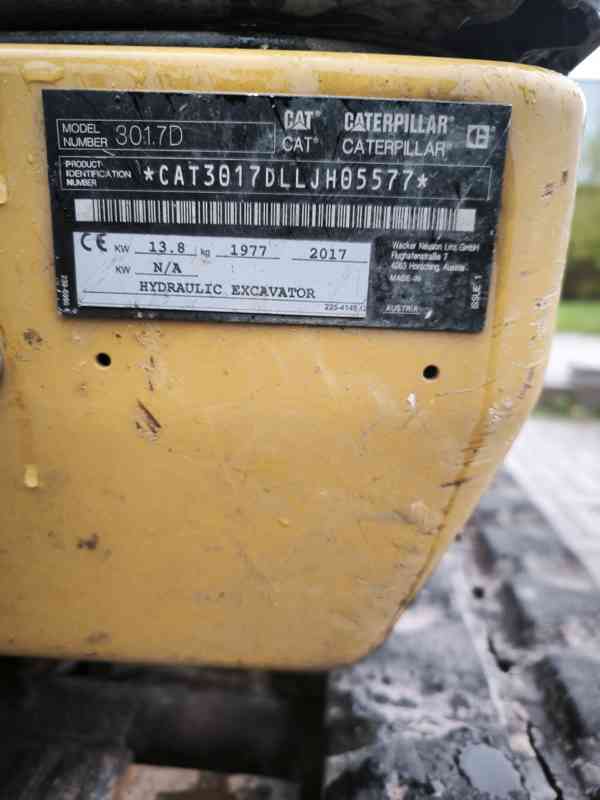 MODEL NUMBER 301.7D
CAT® CATERPILLAR®
CAT® CATERPILLAR®
PRODUCT IDENTIFICATION NUMBER *CAT3017DLLJH05577*
CE KW 13.8 kg 1977 2017
KW N/A
HYDRAULIC EXCAVATOR
Wacker Neuson Linz GmbH
Flughafenstraße 7
4063 Hörsching, Austria
MADE-IN
AUSTRIA
ISSUE 1